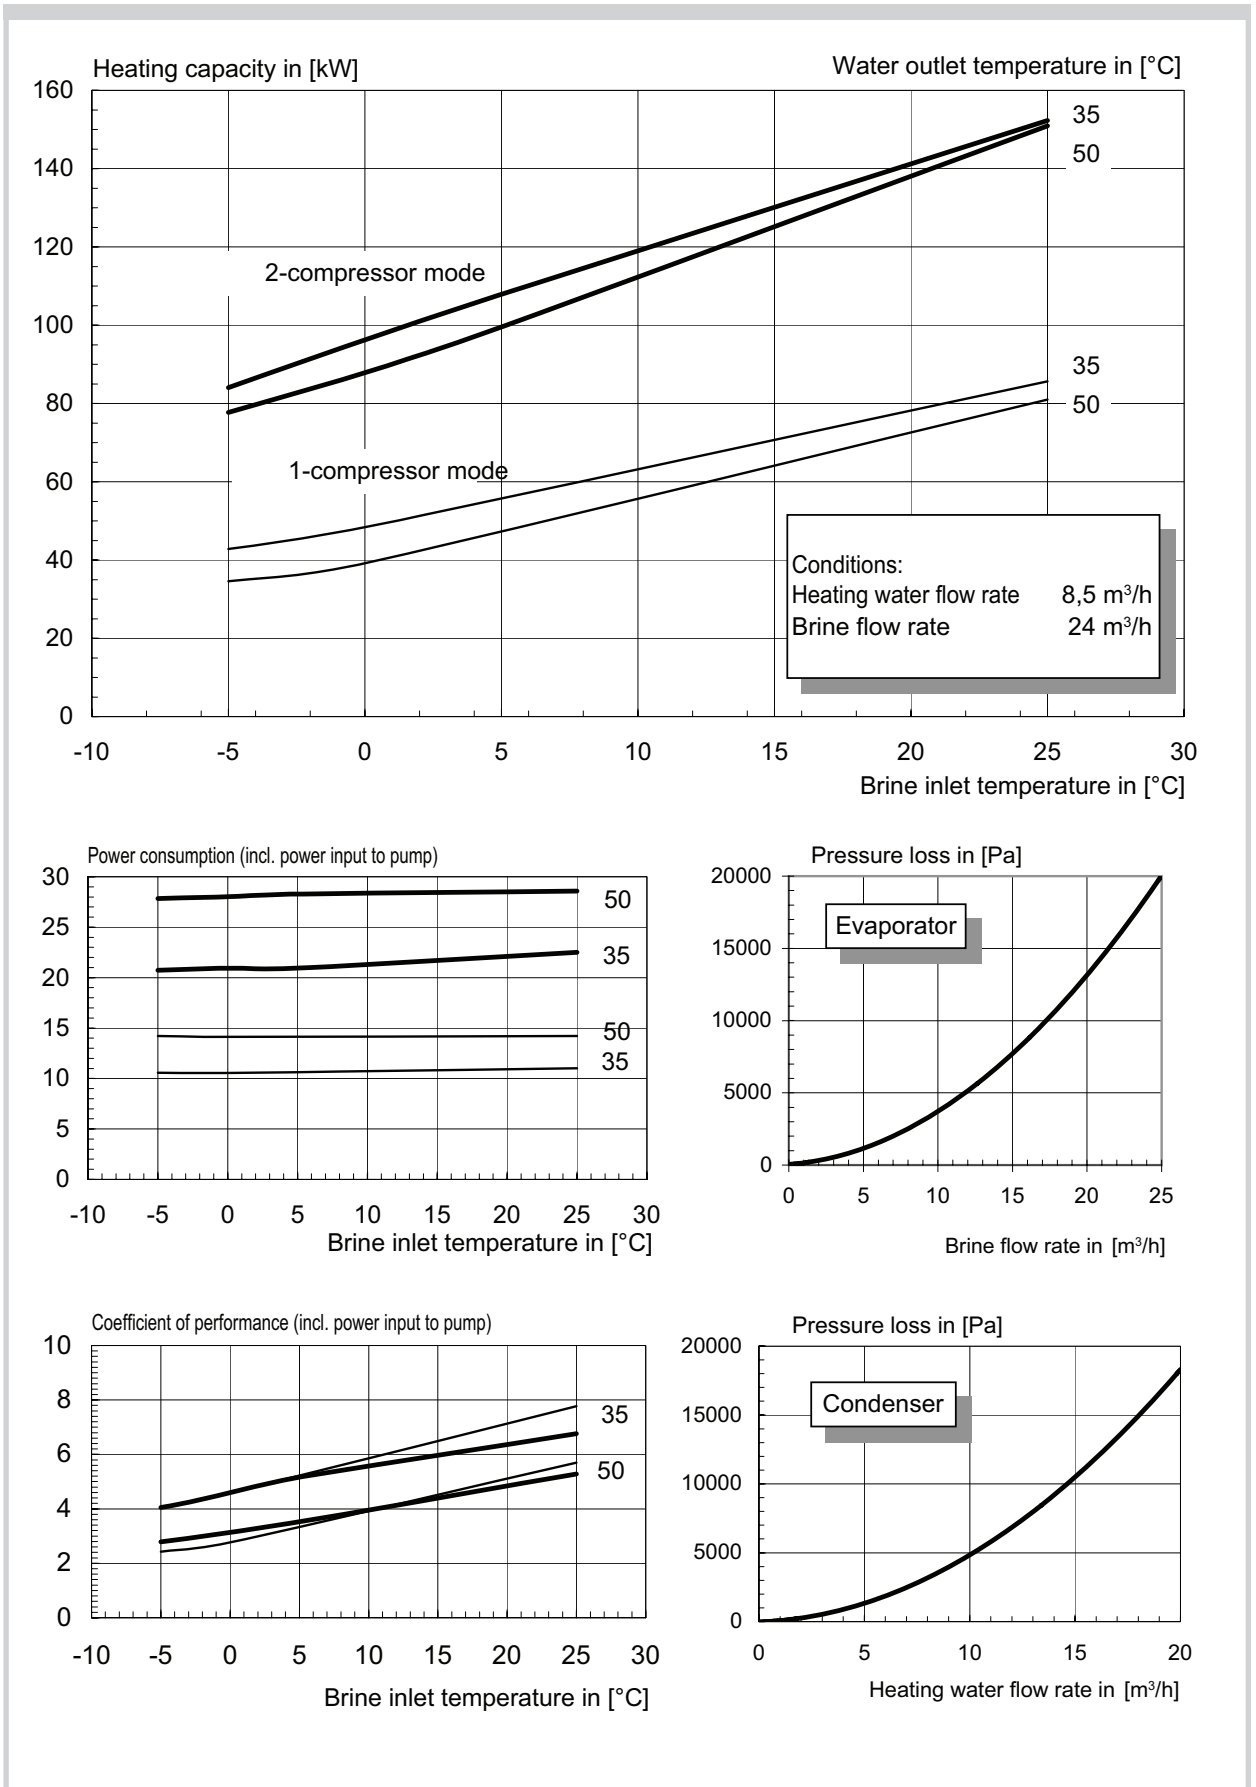 Heating capacity in [kW]
Water outlet temperature in [°C]
160
140
120
100
80
60
40
20
0
35
50
2-compressor mode
35
50
1-compressor mode
Conditions:
Heating water flow rate 8,5 m³/h
Brine flow rate 24 m³/h
-10 -5 0 5 10 15 20 25 30
Brine inlet temperature in [°C]
Power consumption (incl. power input to pump)
30
25
20
15
10
5
0
50
35
50
35
-10 -5 0 5 10 15 20 25 30
Brine inlet temperature in [°C]
Pressure loss in [Pa]
20000
15000
10000
5000
0
Evaporator
0 5 10 15 20 25
Brine flow rate in [m³/h]
Coefficient of performance (incl. power input to pump)
10
8
6
4
2
0
35
50
-10 -5 0 5 10 15 20 25 30
Brine inlet temperature in [°C]
Pressure loss in [Pa]
20000
15000
10000
5000
0
Condenser
0 5 10 15 20
Heating water flow rate in [m³/h]